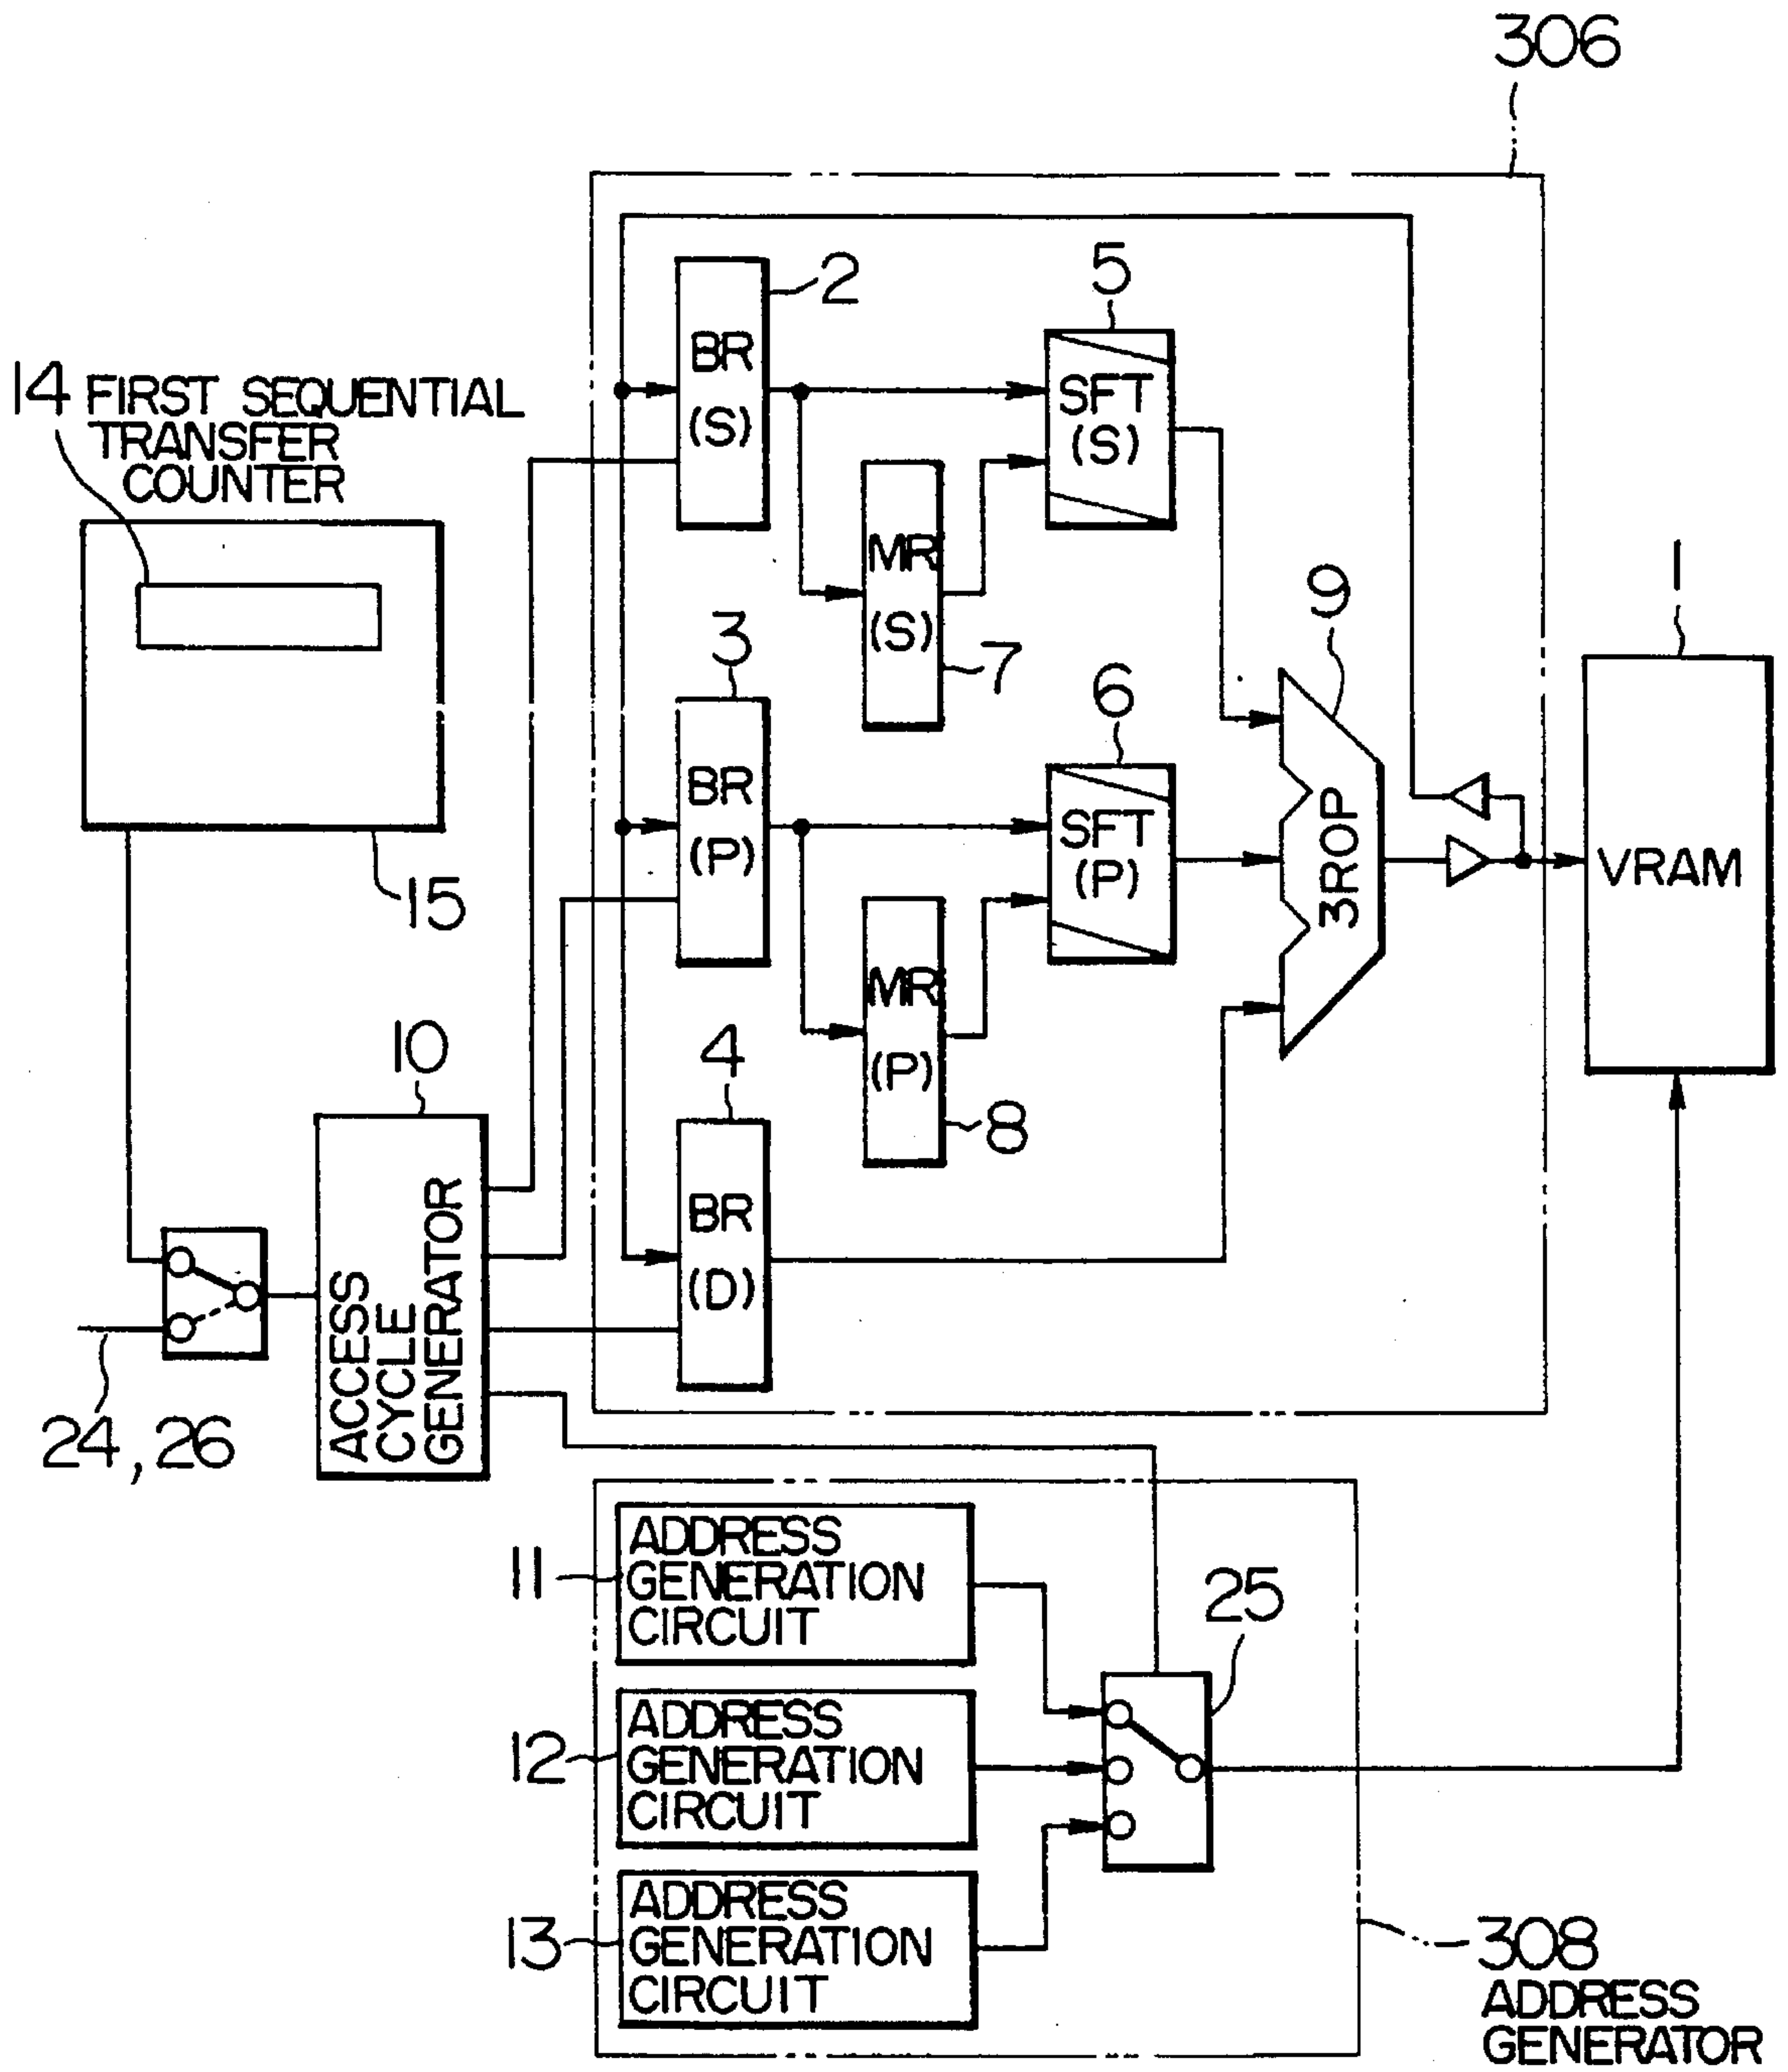 306
2
5
BR
(S)
SFT
(S)
14 FIRST SEQUENTIAL
TRANSFER
COUNTER
MR
(S)
7
1
9
3
6
BR
(P)
SFT
(P)
3ROP
VRAM
15
MR
(P)
8
10
4
BR
(D)
ACCESS
CYCLE
GENERATOR
24, 26
11
ADDRESS
GENERATION
CIRCUIT
25
12
ADDRESS
GENERATION
CIRCUIT
13
ADDRESS
GENERATION
CIRCUIT
308
ADDRESS
GENERATOR